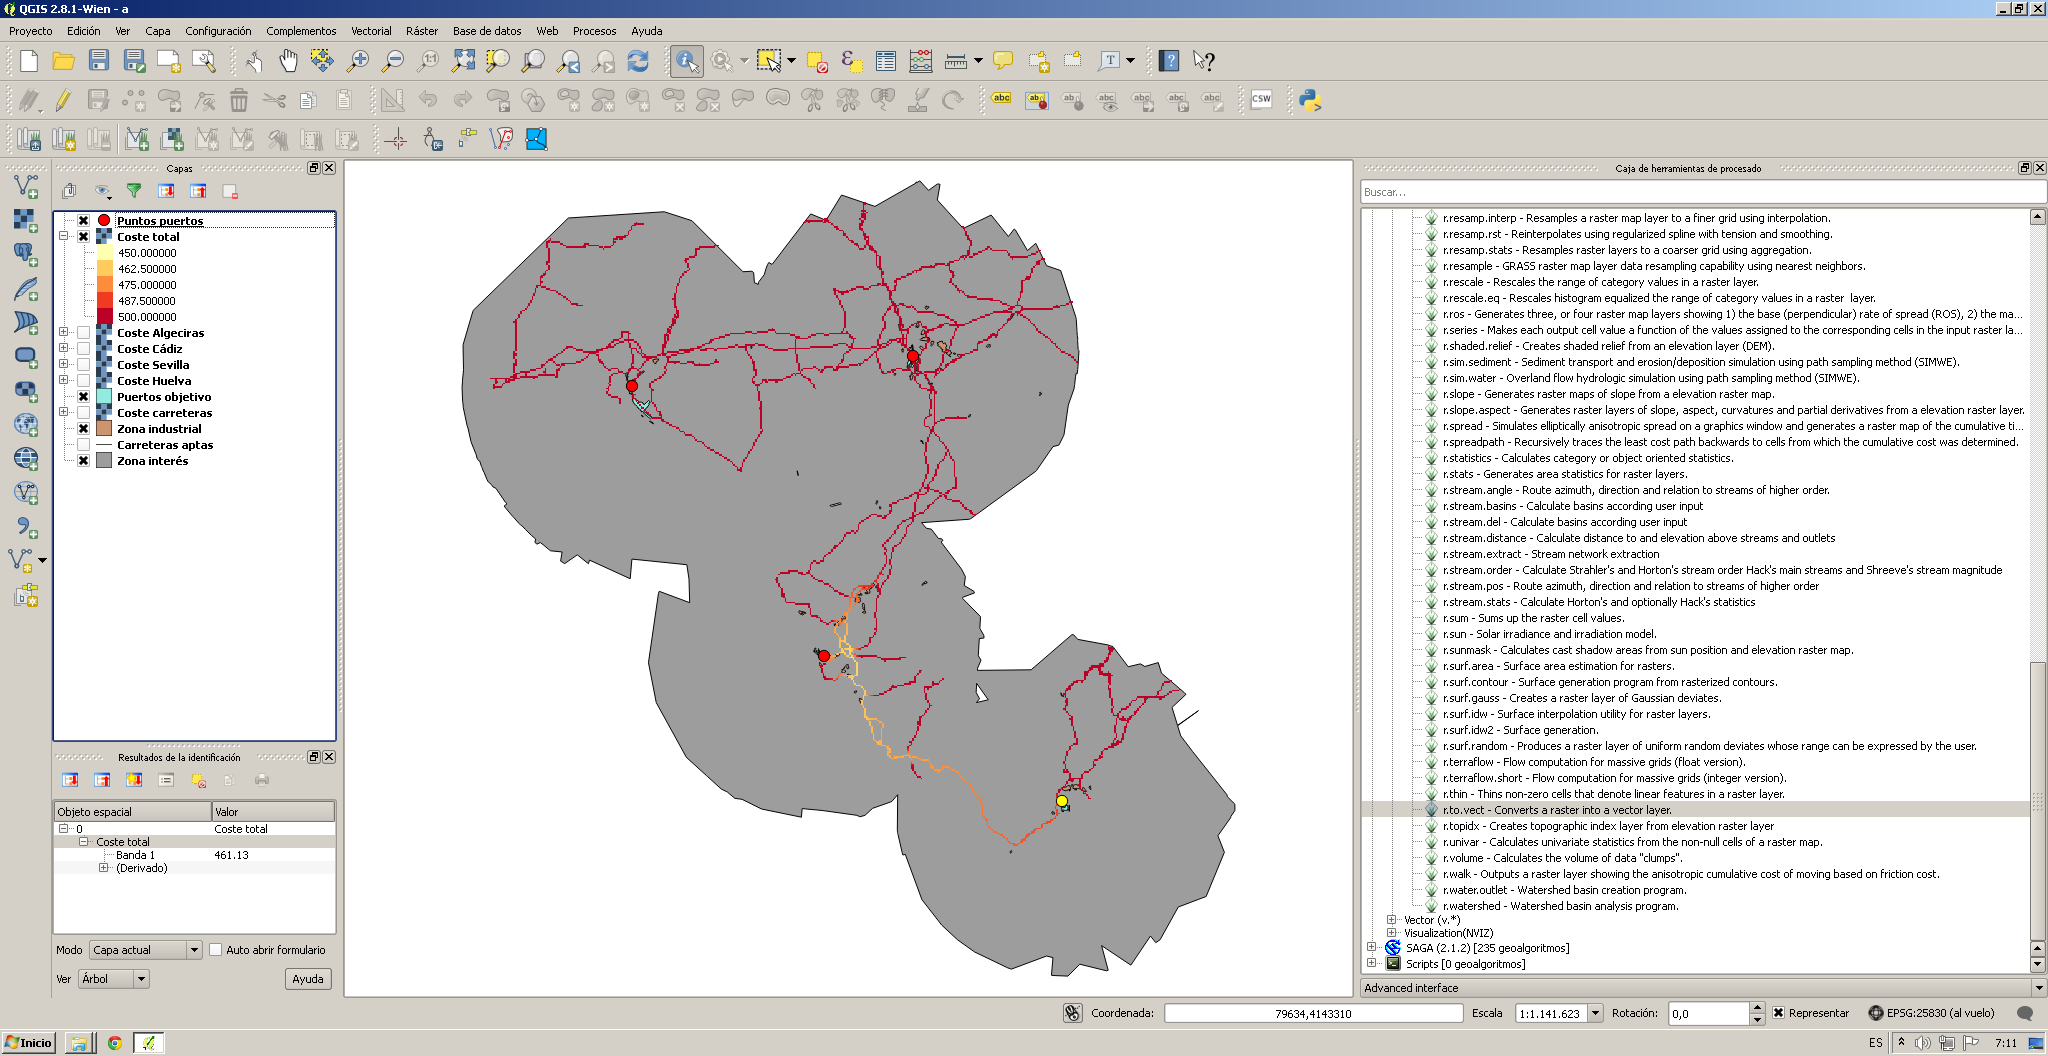 QGIS 2.8.1-Wien - a
Proyecto Edición Ver Capa Configuración Complementos Vectorial Ráster Base de datos Web Procesos Ayuda
CSW
Capas
Puntos puertos
Coste total
450.000000
462.500000
475.000000
487.500000
500.000000
Coste Algeciras
Coste Cádiz
Coste Sevilla
Coste Huelva
Puertos objetivo
Coste carreteras
Zona industrial
Carreteras aptas
Zona interés
Resultados de la identificación
Objeto espacial Valor
0 Coste total
Coste total
Banda 1 461.13
(Derivado)
Modo Capa actual Auto abrir formulario
Ver Árbol Ayuda
Caja de herramientas de procesado
Buscar...
r.resamp.interp - Resamples a raster map layer to a finer grid using interpolation.
r.resamp.rst - Reinterpolates using regularized spline with tension and smoothing.
r.resamp.stats - Resamples raster layers to a coarser grid using aggregation.
r.resample - GRASS raster map layer data resampling capability using nearest neighbors.
r.rescale - Rescales the range of category values in a raster layer.
r.rescale.eq - Rescales histogram equalized the range of category values in a raster  layer.
r.ros - Generates three, or four raster map layers showing 1) the base (perpendicular) rate of spread (ROS), 2) the ma...
r.series - Makes each output cell value a function of the values assigned to the corresponding cells in the input raster la...
r.shaded.relief - Creates shaded relief from an elevation layer (DEM).
r.sim.sediment - Sediment transport and erosion/deposition simulation using path sampling method (SIMWE).
r.sim.water - Overland flow hydrologic simulation using path sampling method (SIMWE).
r.slope - Generates raster maps of slope from a elevation raster map.
r.slope.aspect - Generates raster layers of slope, aspect, curvatures and partial derivatives from a elevation raster layer.
r.spread - Simulates elliptically anisotropic spread on a graphics window and generates a raster map of the cumulative ti...
r.spreadpath - Recursively traces the least cost path backwards to cells from which the cumulative cost was determined.
r.statistics - Calculates category or object oriented statistics.
r.stats - Generates area statistics for raster layers.
r.stream.angle - Route azimuth, direction and relation to streams of higher order.
r.stream.basins - Calculate basins according user input
r.stream.del - Calculate basins according user input
r.stream.distance - Calculate distance to and elevation above streams and outlets
r.stream.extract - Stream network extraction
r.stream.order - Calculate Strahler's and Horton's stream order Hack's main streams and Shreeve's stream magnitude
r.stream.pos - Route azimuth, direction and relation to streams of higher order
r.stream.stats - Calculate Horton's and optionally Hack's statistics
r.sum - Sums up the raster cell values.
r.sun - Solar irradiance and irradiation model.
r.sunmask - Calculates cast shadow areas from sun position and elevation raster map.
r.surf.area - Surface area estimation for rasters.
r.surf.contour - Surface generation program from rasterized contours.
r.surf.gauss - Creates a raster layer of Gaussian deviates.
r.surf.idw - Surface interpolation utility for raster layers.
r.surf.idw2 - Surface generation.
r.surf.random - Produces a raster layer of uniform random deviates whose range can be expressed by the user.
r.terraflow - Flow computation for massive grids (float version).
r.terraflow.short - Flow computation for massive grids (integer version).
r.thin - Thins non-zero cells that denote linear features in a raster layer.
r.to.vect - Converts a raster into a vector layer.
r.topidx - Creates topographic index layer from elevation raster layer
r.univar - Calculates univariate statistics from the non-null cells of a raster map.
r.volume - Calculates the volume of data "clumps".
r.walk - Outputs a raster layer showing the anisotropic cumulative cost of moving based on friction cost.
r.water.outlet - Watershed basin creation program.
r.watershed - Watershed basin analysis program.
Vector (v.*)
Visualization(NVIZ)
SAGA (2.1.2) [235 geoalgoritmos]
Scripts [0 geoalgoritmos]
Advanced interface
Coordenada: 79634,4143310 Escala 1:1.141.623 Rotación: 0,0 Representar EPSG:25830 (al vuelo)
Inicio ES 7:11